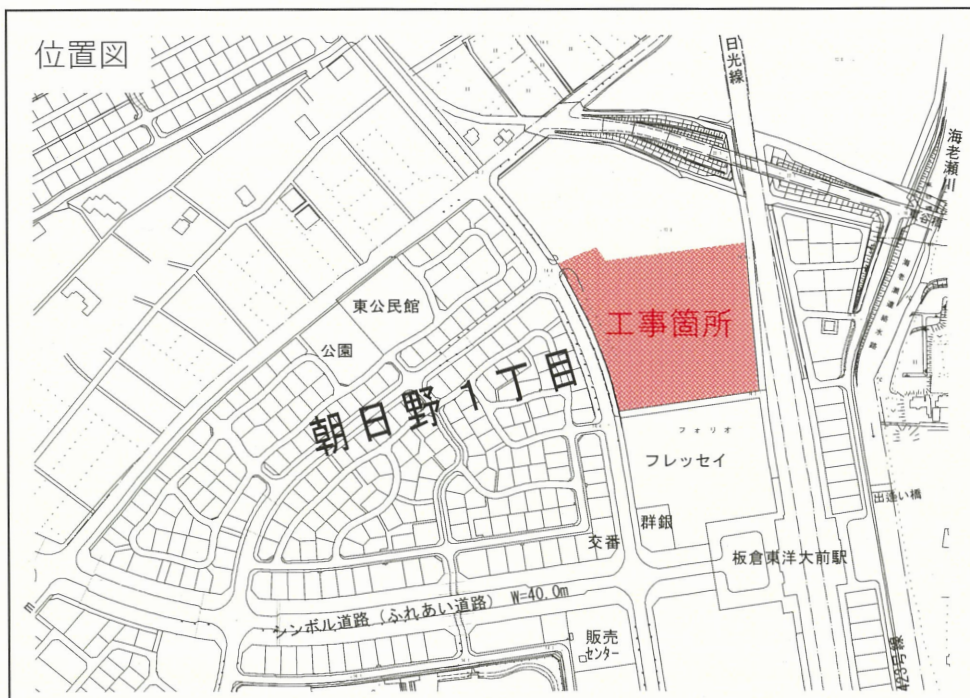 位置図
日光線
海老瀬川
東公民館
公園
工事箇所
朝日野1丁目
フォリオ
フレッセイ
出逢い橋
群銀
交番
板倉東洋大前駅
シンボル道路(ふれあい道路) W=40.0m
販売
センター